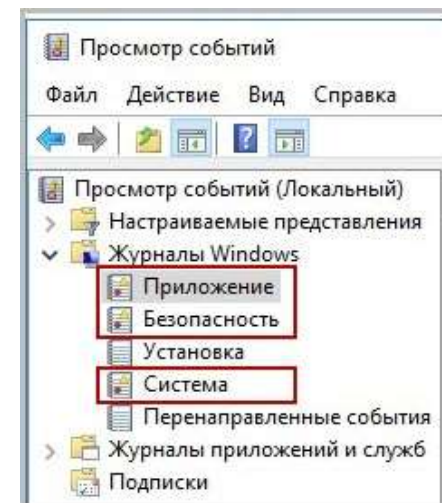 Просмотр событий
Файл Действие Вид Справка
Просмотр событий (Локальный)
Настраиваемые представления
Журналы Windows
Приложение
Безопасность
Установка
Система
Перенаправленные события
Журналы приложений и служб
Подписки